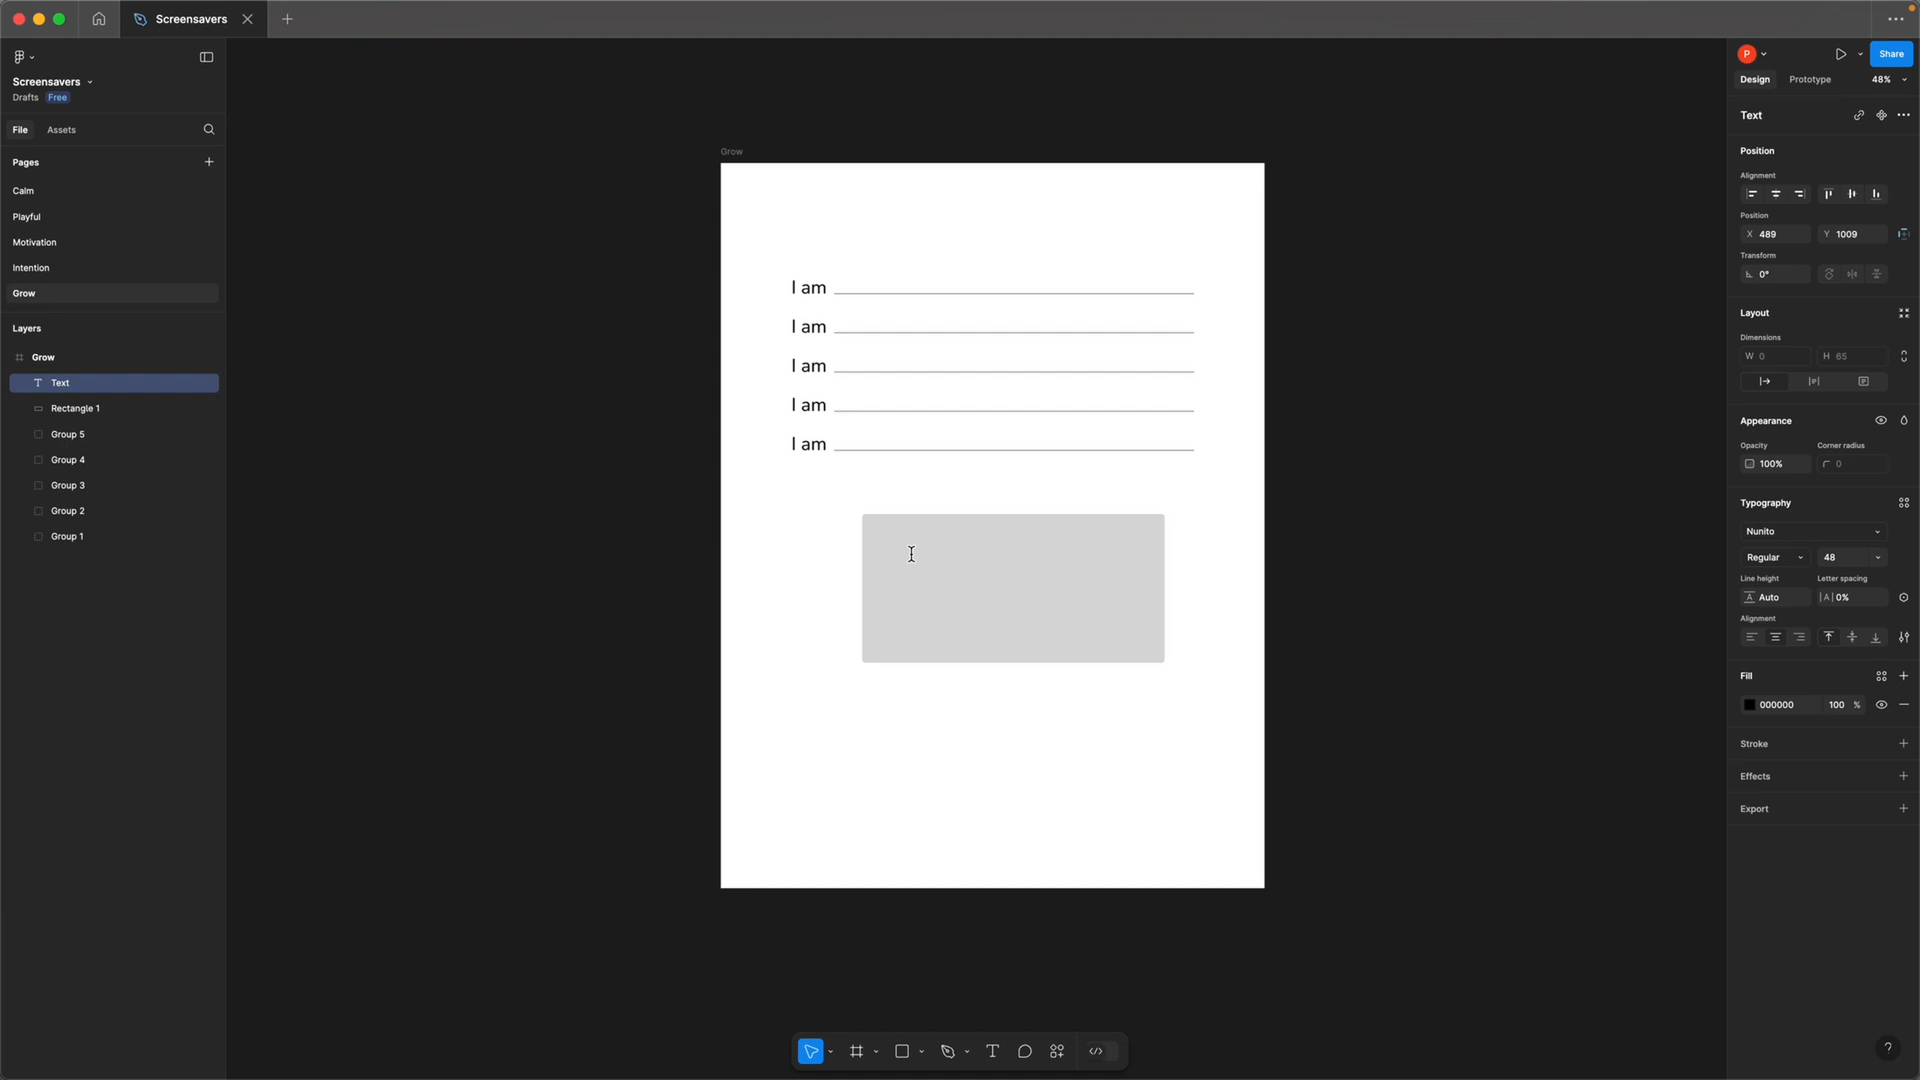 Screensavers
Screensavers
Drafts Free
File Assets
Pages
Calm
Playful
Motivation
Intention
Grow
Layers
Grow
Text
Rectangle 1
Group 5
Group 4
Group 3
Group 2
Group 1
Grow
I am
I am
I am
I am
I am
P Share
Design Prototype 48%
Text
Position
Alignment
Position
X 489 Y 1009
Transform
0°
Layout
Dimensions
W 0 H 65
Appearance
Opacity Corner radius
100% 0
Typography
Nunito
Regular 48
Line height Letter spacing
A Auto |A| 0%
Alignment
Fill
000000 100 %
Stroke
Effects
Export
?